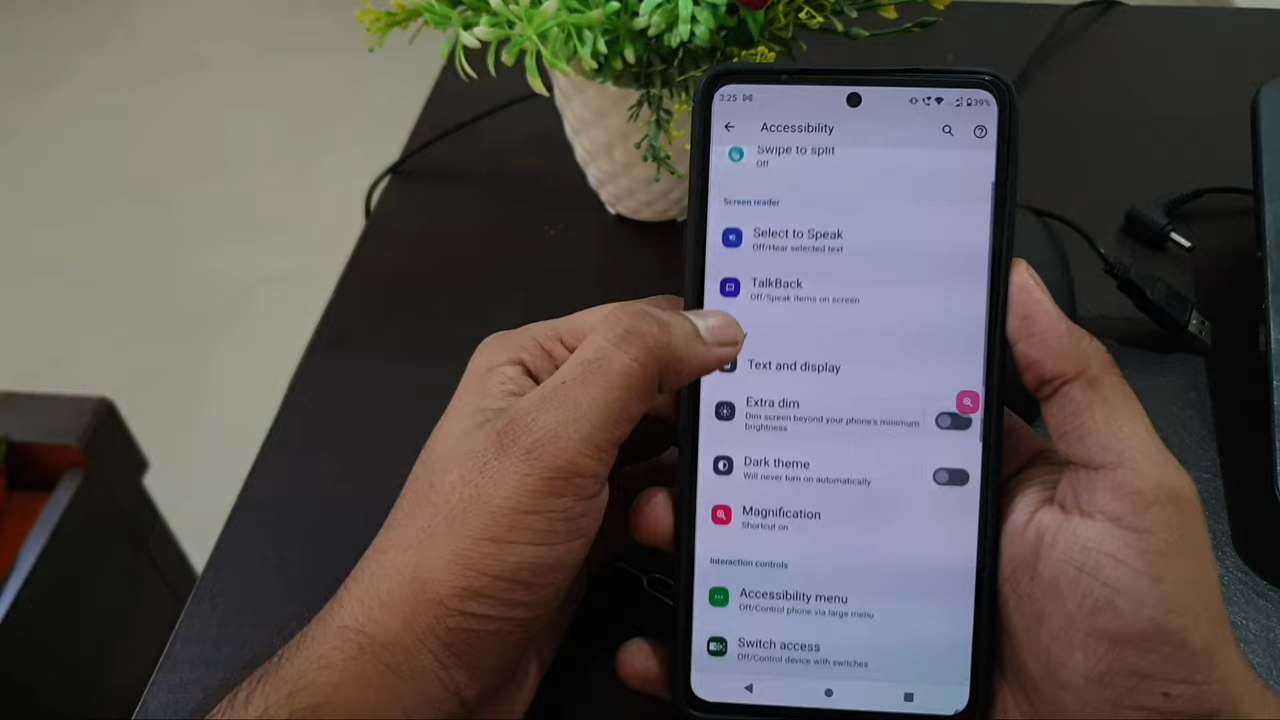 3:25
39%
Accessibility
Swipe to split
Off
Screen reader
Select to Speak
Off/Hear selected text
TalkBack
Off/Speak items on screen
Text and display
Extra dim
Dim screen beyond your phone's minimum
brightness
Dark theme
Will never turn on automatically
Magnification
Shortcut on
Interaction controls
Accessibility menu
Off/Control phone via large menu
Switch access
Off/Control device with switches